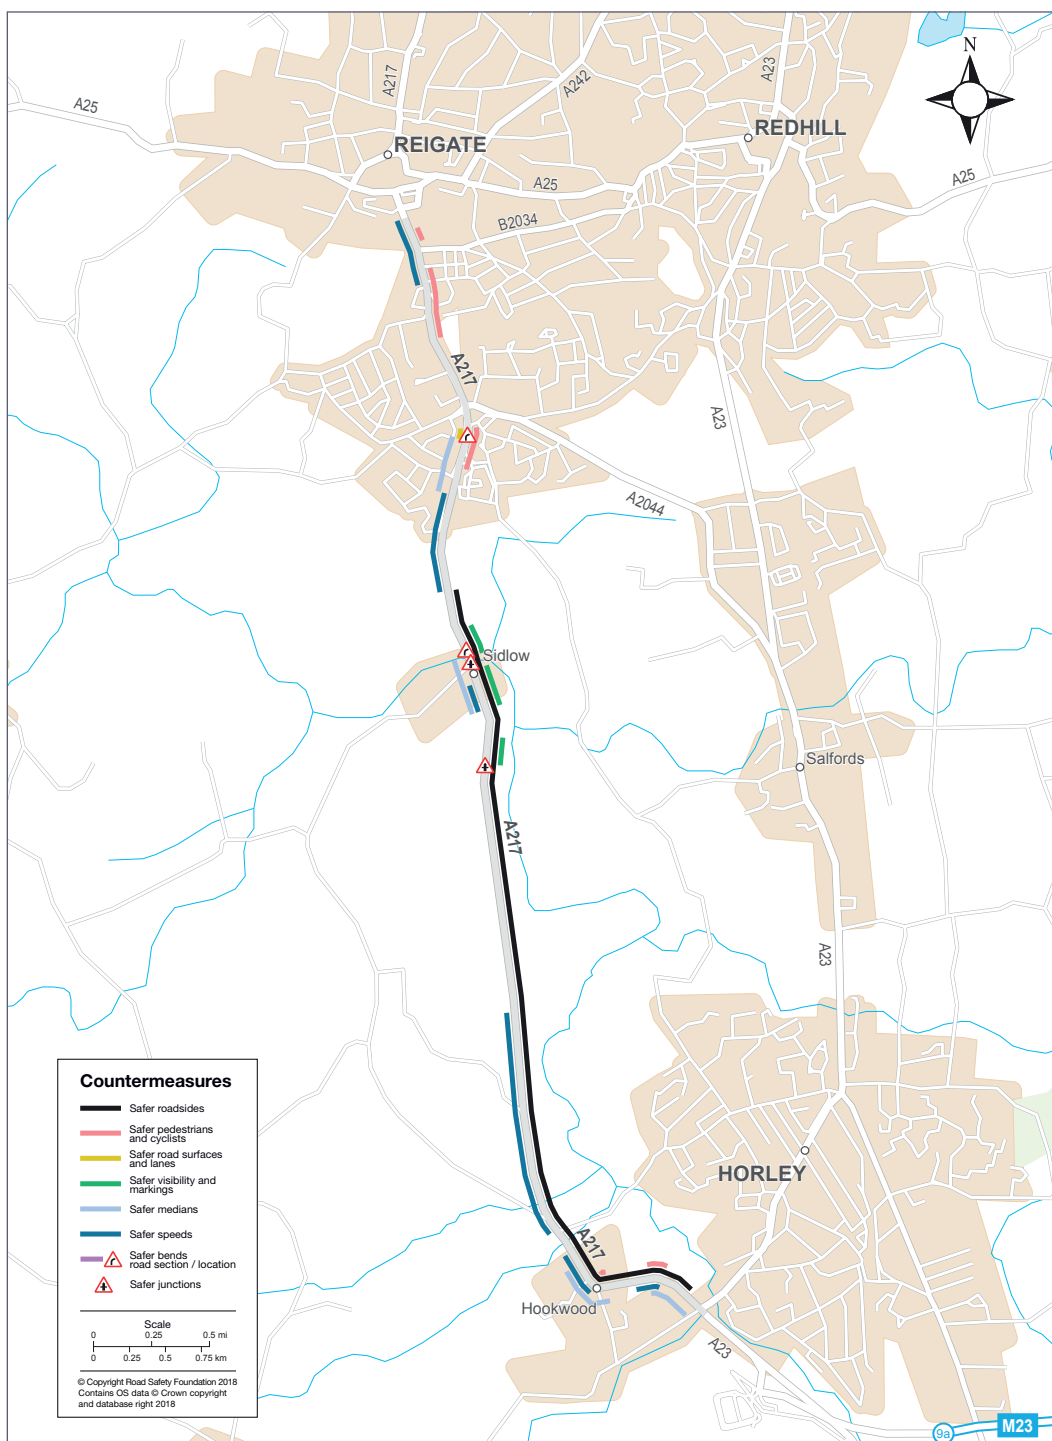 N
A217
A242
A23
A25
REDHILL
REIGATE
A25
A25
B2034
A217
A23
A2044
Sidlow
Salfords
A217
A23
HORLEY
A217
Hookwood
A23
M23
9a
Countermeasures
Safer roadsides
Safer pedestrians
and cyclists
Safer road surfaces
and lanes
Safer visibility and
markings
Safer medians
Safer speeds
Safer bends
road section / location
Safer junctions
Scale
0 0.25 0.5 mi
0 0.25 0.5 0.75 km
© Copyright Road Safety Foundation 2018
Contains OS data © Crown copyright
and database right 2018